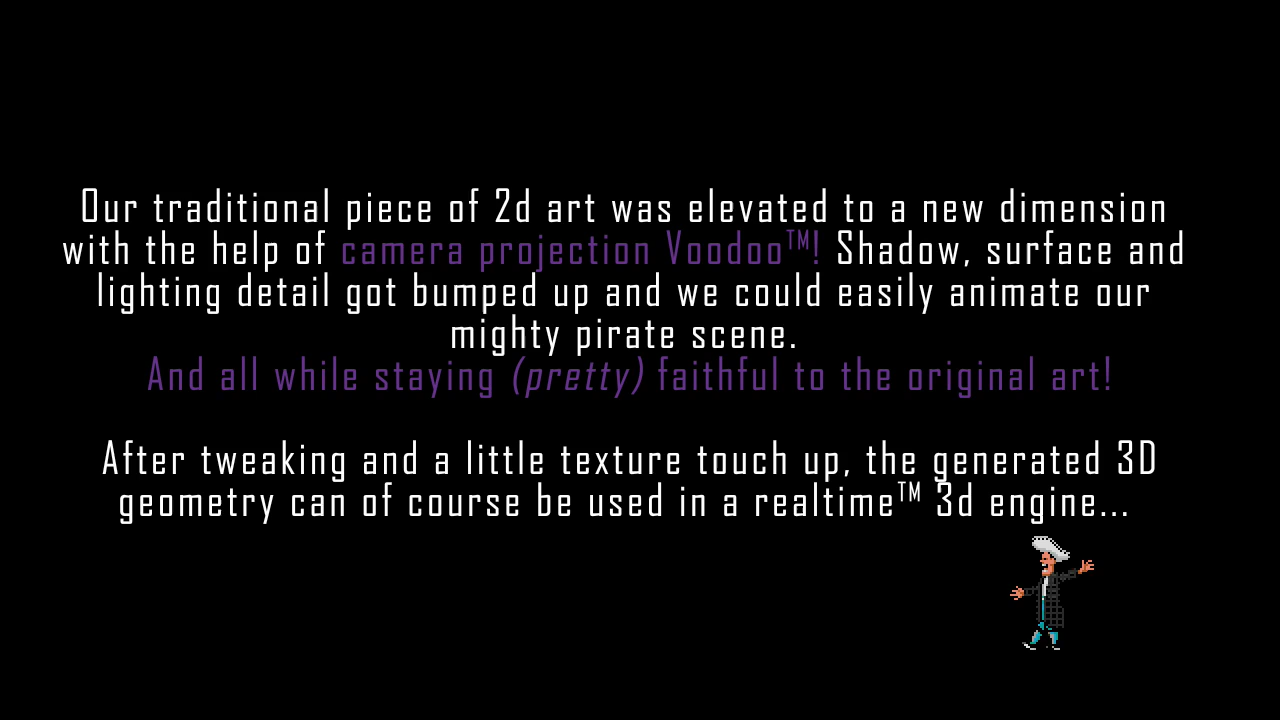 Our traditional piece of 2d art was elevated to a new dimension
with the help of camera projection Voodoo™! Shadow, surface and
lighting detail got bumped up and we could easily animate our
mighty pirate scene.
And all while staying (pretty) faithful to the original art!
After tweaking and a little texture touch up, the generated 3D
geometry can of course be used in a realtime™ 3d engine...